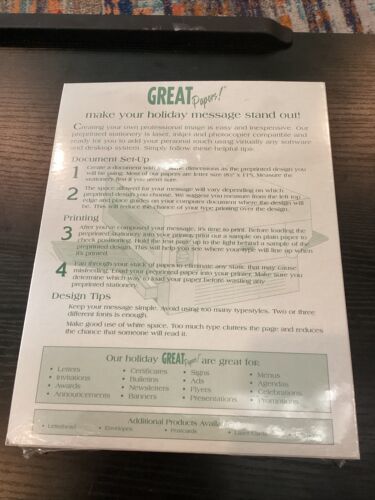 GREAT Papers!
make your holiday message stand out!
Creating your own professional image is easy and inexpensive. Our
preprinted stationery is laser, inkjet and photocopier compatible and
ready for you to add your personal touch using virtually any software
and desktop system. Simply follow these helpful tips.
Document Set-Up
1 Create a document with the same dimensions as the preprinted design you
will be using. Most of our papers are letter size 8.5" x 11". Measure the
stationery first if you aren't sure.
2 The space allowed for your message will vary depending on which
preprinted design you choose. We suggest you measure from the left top
edge and place guides on your computer document where the design will
be. This will reduce the chance of your type printing over the design.
Printing
3 After you've composed your message, it's time to print. Before loading the
preprinted stationery into your printer, print out a sample on plain paper to
check positioning. Hold the test page up to the light behind a sample of the
preprinted design. This will help you see where your type will line up when
it's printed.
4 Fan through your stack of papers to eliminate any static that may cause
misfeeding. Load your preprinted paper into your printer. Make sure you
determine which way to load your paper before wasting any
preprinted stationery.
Design Tips
Keep your message simple. Avoid using too many typestyles. Two or three
different fonts is enough.
Make good use of white space. Too much type clutters the page and reduces
the chance that someone will read it.
Our holiday GREAT Papers! are great for:
• Letters • Certificates • Signs • Menus
• Invitations • Bulletins • Ads • Agendas
• Awards • Newsletters • Flyers • Celebrations
• Announcements • Banners • Presentations • Promotions
Additional Products
• Letterhead • Envelopes • Postcards